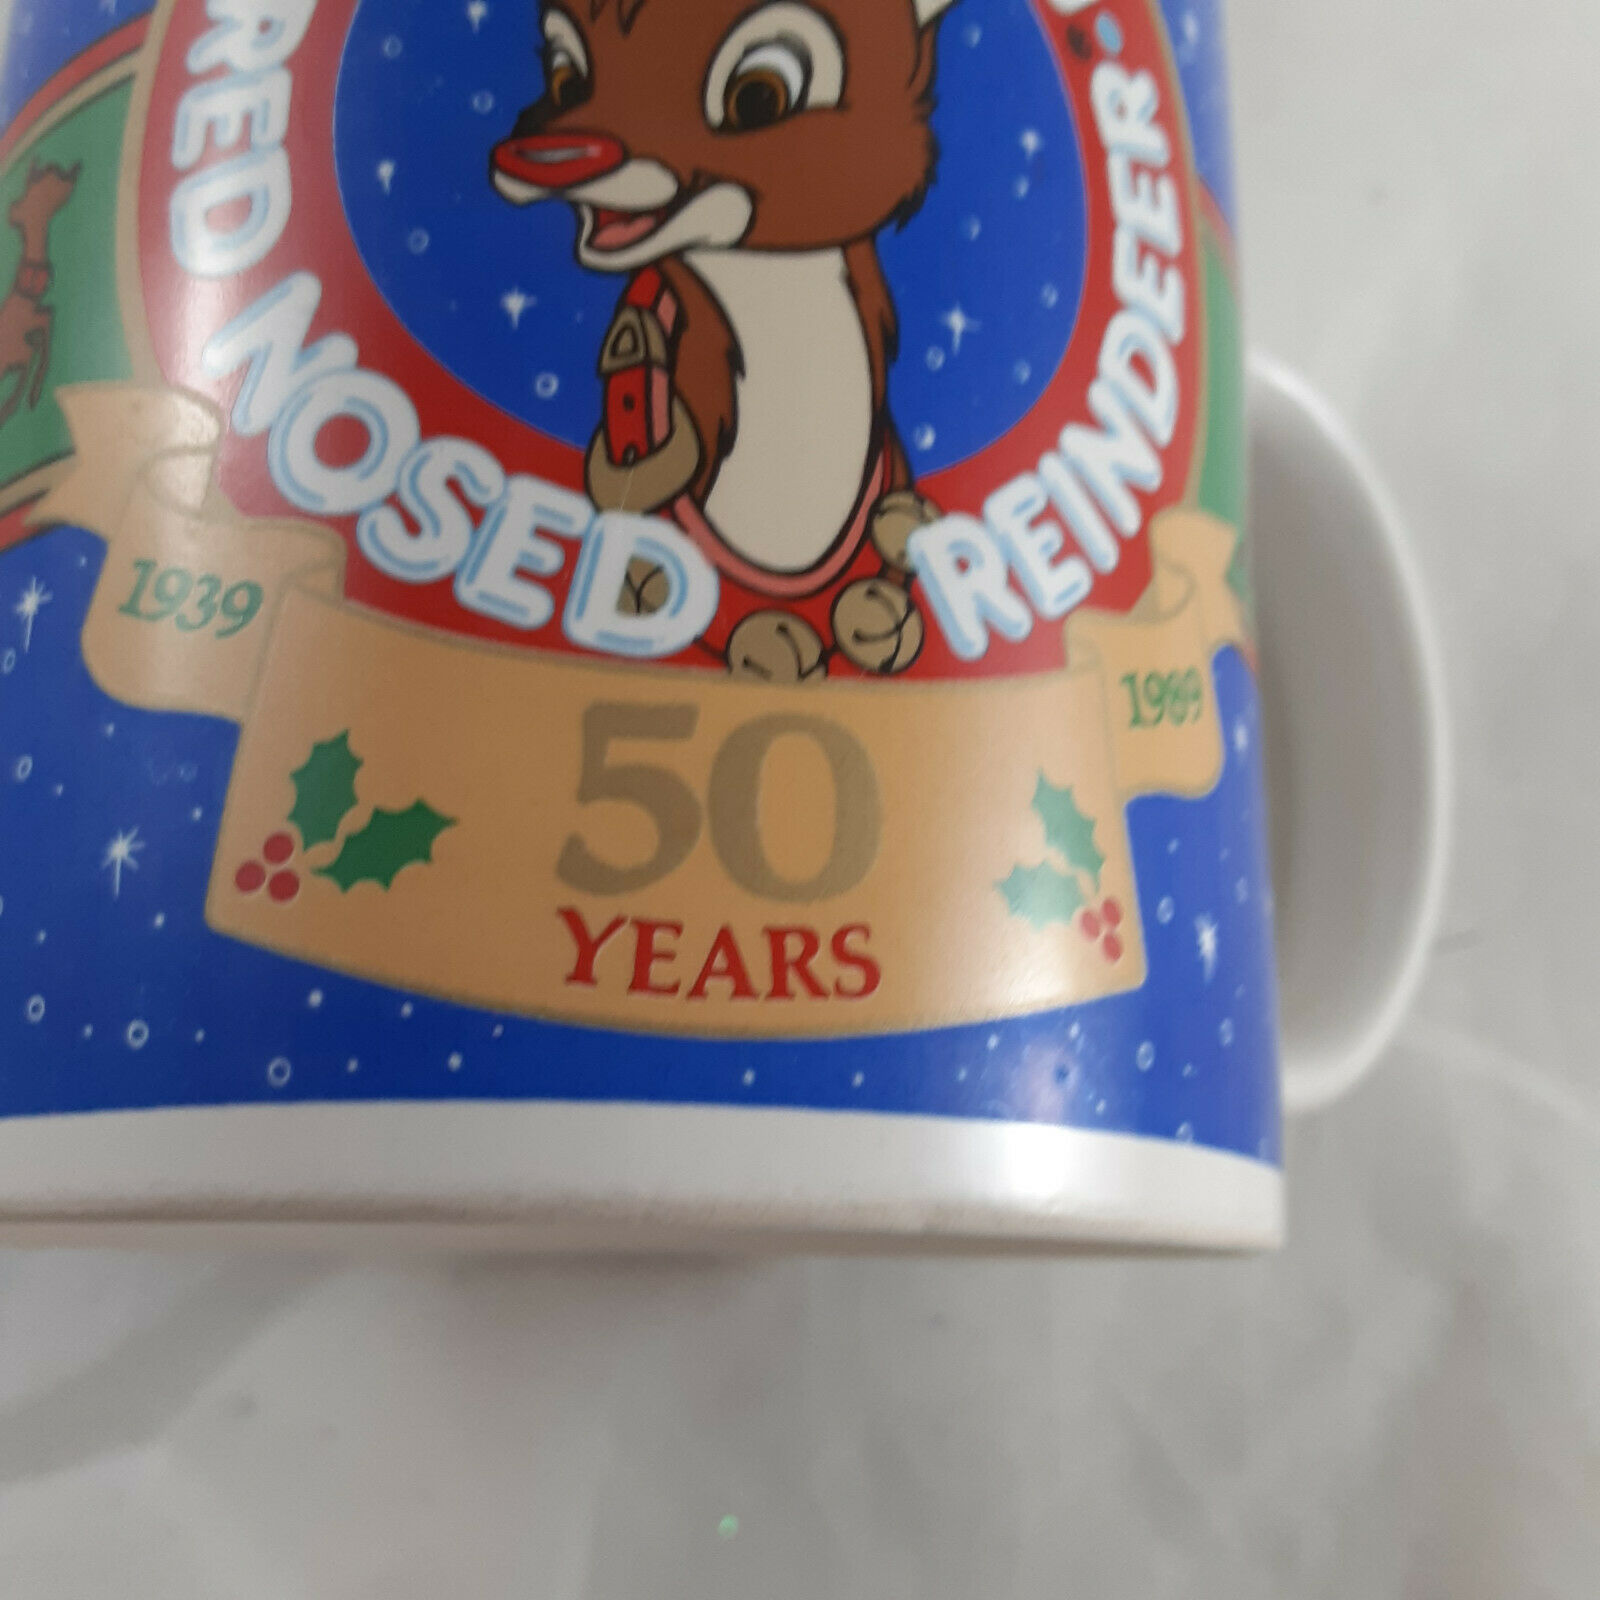 RED NOSED REINDEER
1939
1989
50
YEARS